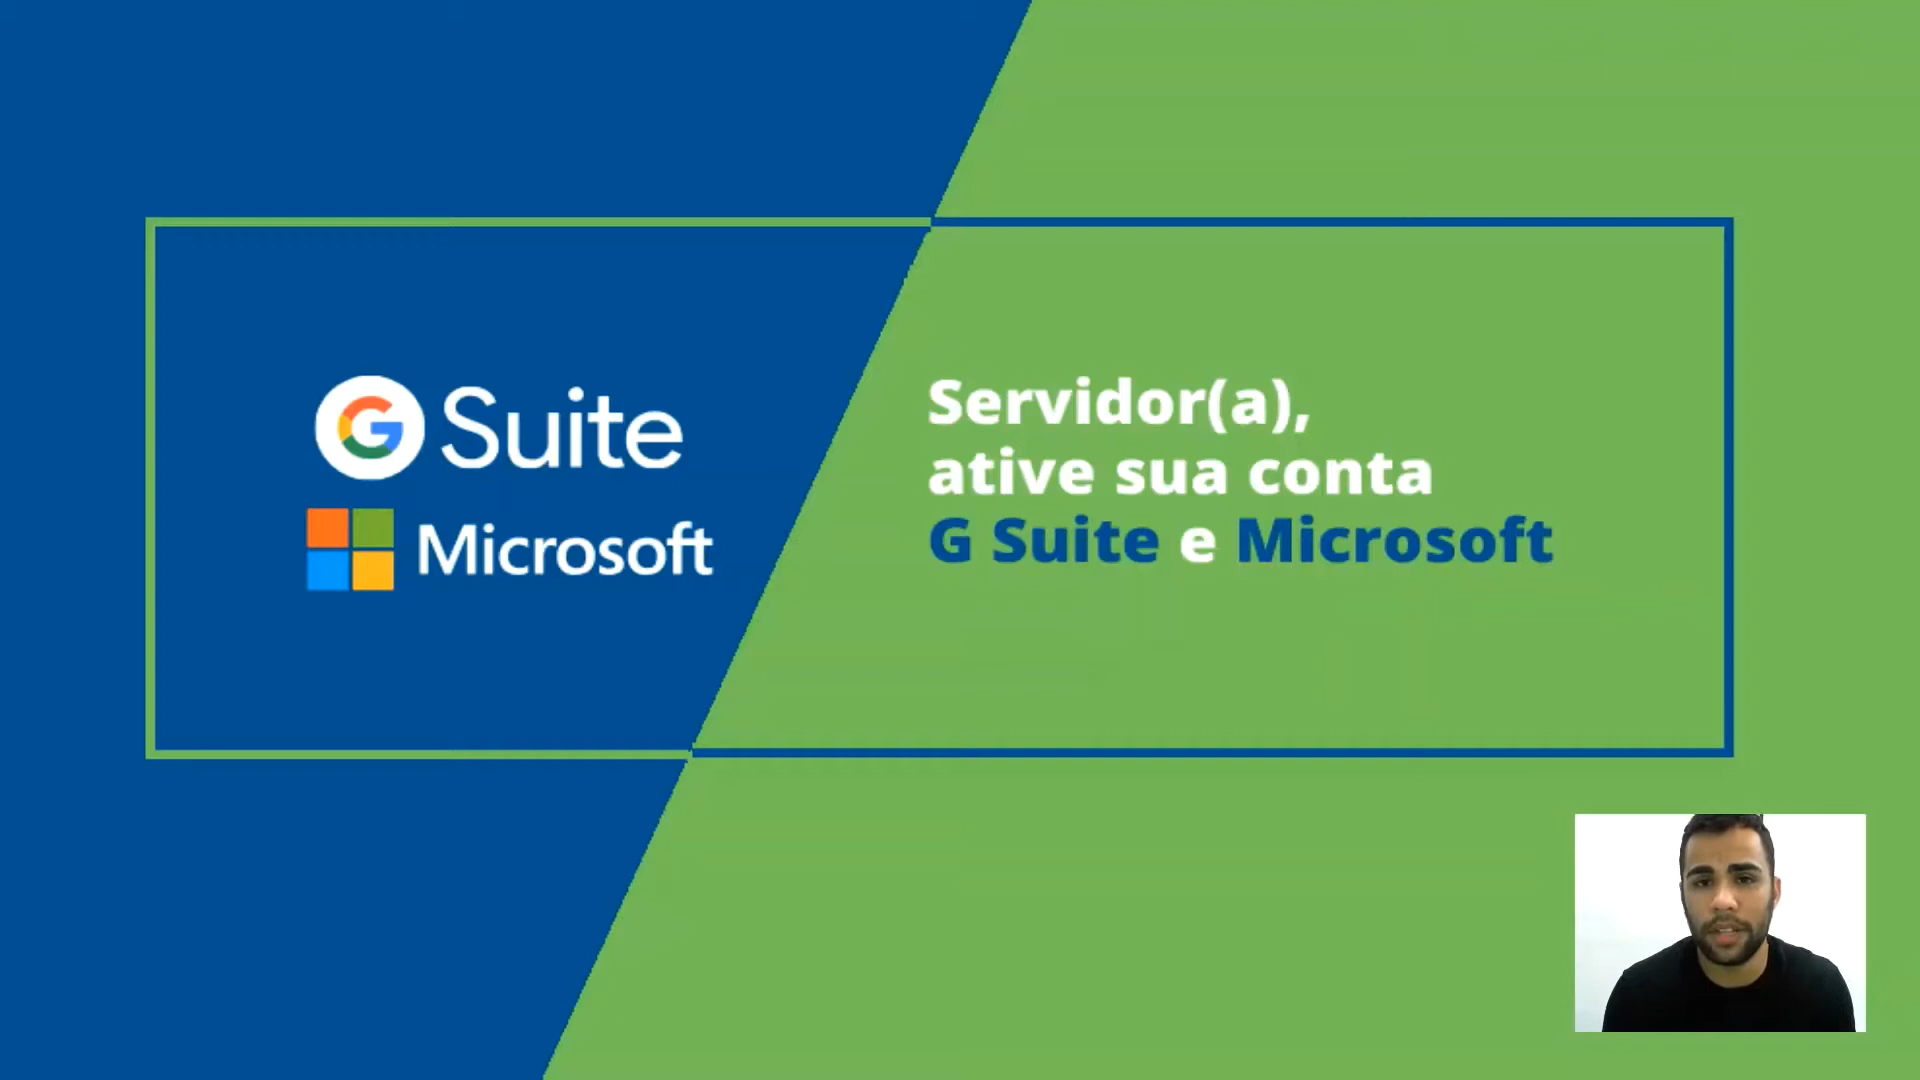 G Suite
Microsoft
Servidor(a),
ative sua conta
G Suite e Microsoft